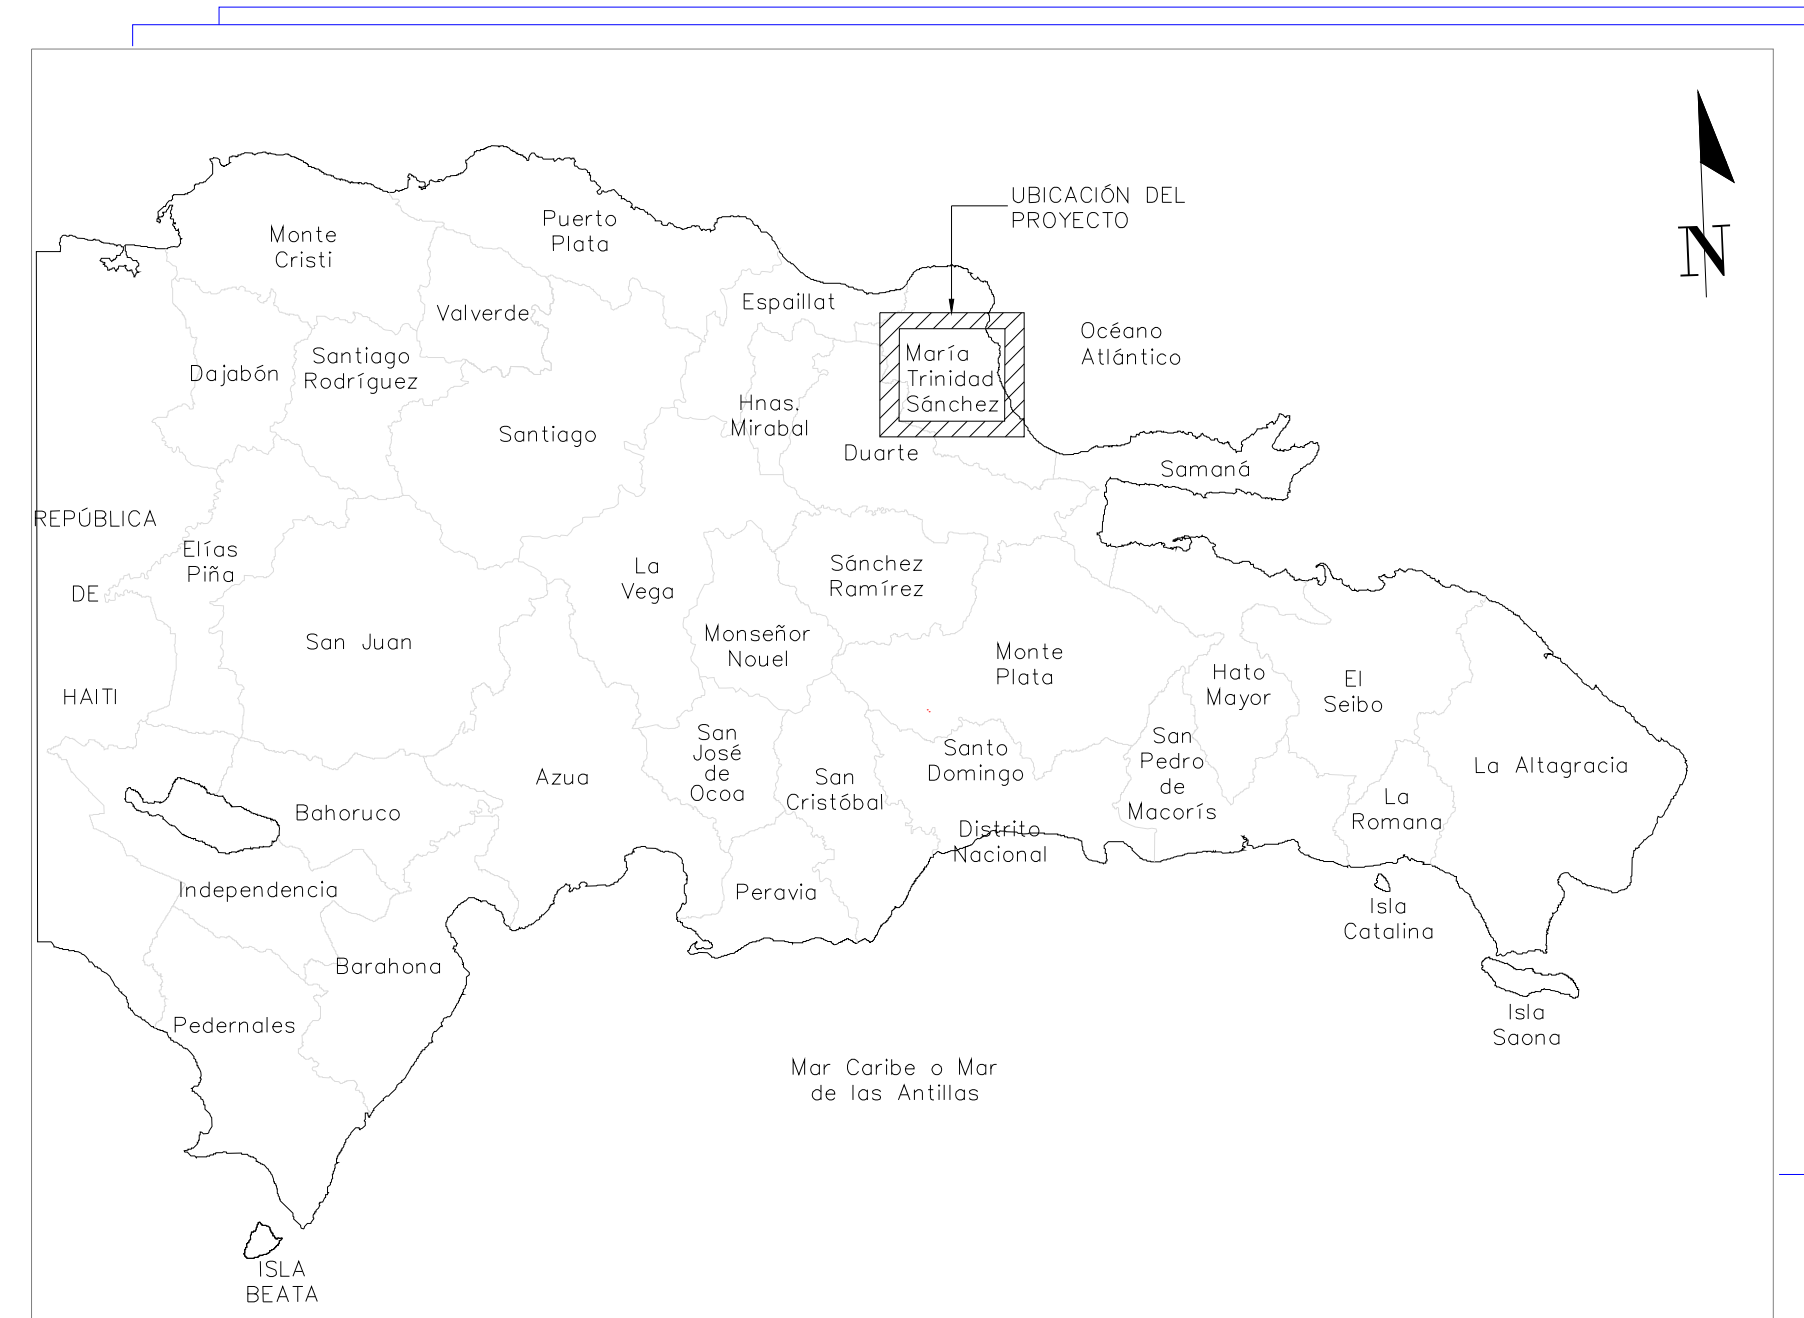 UBICACIÓN DEL
PROYECTO
N
Monte
Cristi
Puerto
Plata
Valverde
Espaillat
Océano
Atlántico
Dajabón
Santiago
Rodríguez
María
Trinidad
Sánchez
Hnas.
Mirabal
Santiago
Duarte
Samaná
REPÚBLICA
DE
HAITI
Elías
Piña
La
Vega
Sánchez
Ramírez
San Juan
Monseñor
Nouel
Monte
Plata
Hato
Mayor
El
Seibo
San
José
de
Ocoa
Azua
San
Cristóbal
Santo
Domingo
San
Pedro
de
Macorís
La Altagracia
La
Romana
Bahoruco
Distrito
Nacional
Independencia
Peravia
Isla
Catalina
Barahona
Pedernales
Isla
Saona
Mar Caribe o Mar
de las Antillas
ISLA
BEATA